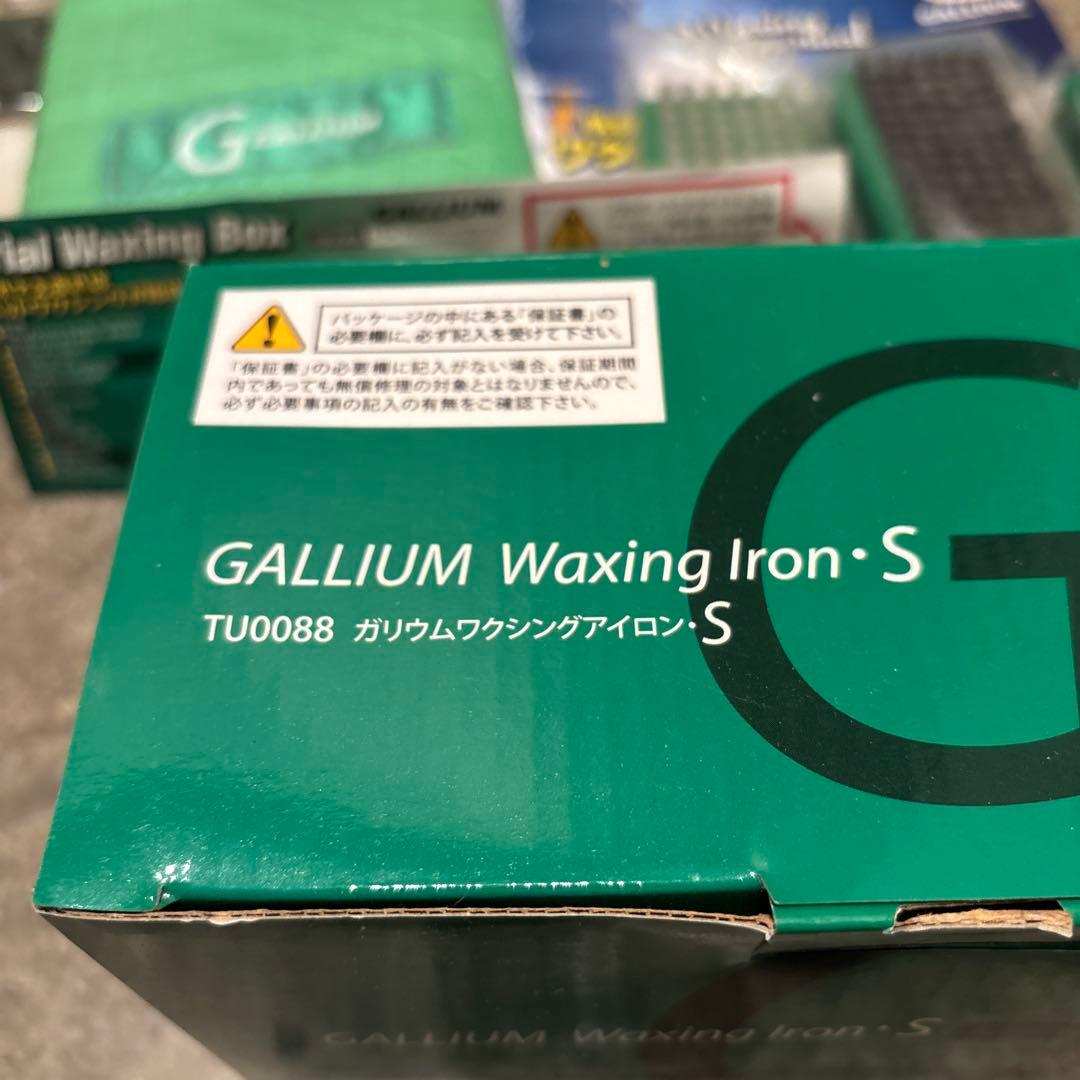 GALLIUM
G
rial Waxing Box
GALLIUM
パッケージの中にある「保証書」の
必要欄に、必ず記入を受けて下さい。
「保証書」の必要欄に記入がない場合、保証期間
内であっても無償修理の対象とはなりませんので、
必ず必要事項の記入の有無をご確認下さい。
G
GALLIUM Waxing Iron・S
TU0088 ガリウムワクシングアイロン・S
GALLIUM Waxing Iron・S